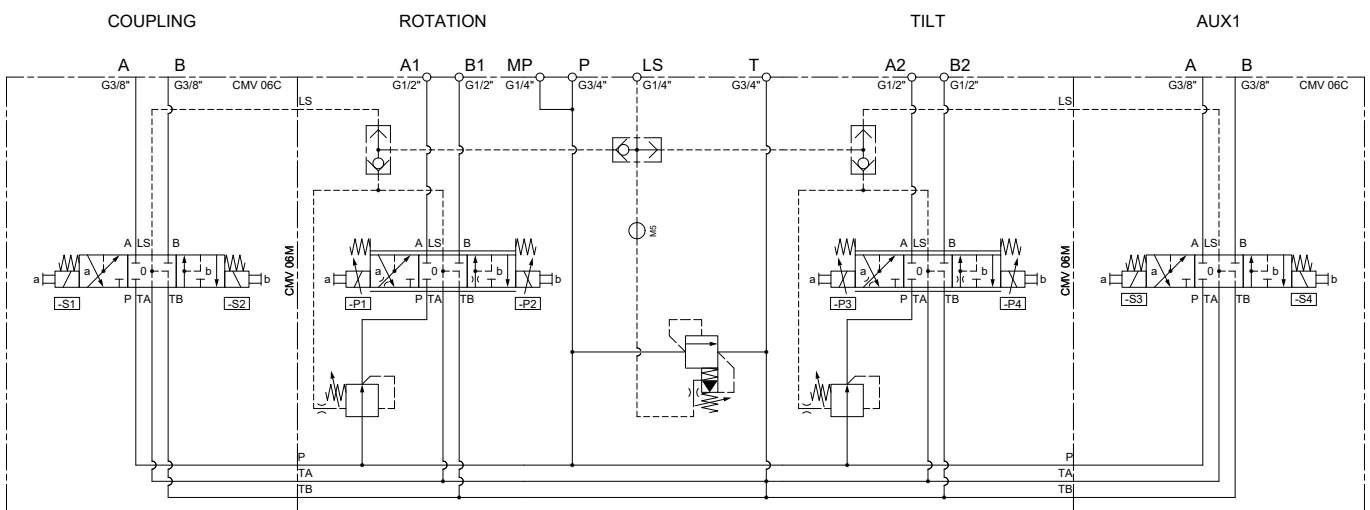 COUPLING ROTATION TILT AUX1
A B A1 B1 MP P LS T A2 B2 A B
G3/8" G3/8" CMV 06C G1/2" G1/2" G1/4" G3/4" G1/4" G3/4" G1/2" G1/2" G3/8" G3/8" CMV 06C
LS LS
M5
A LS B A LS B A LS B A LS B
a a 0 b b a a 0 b b a a 0 b b a a 0 b b
-S1 P TA TB -S2 -P1 P TA TB -P2 -P3 P TA TB -P4 -S3 P TA TB -S4
CMV 06M CMV 06M
P P
TA TA
TB TB